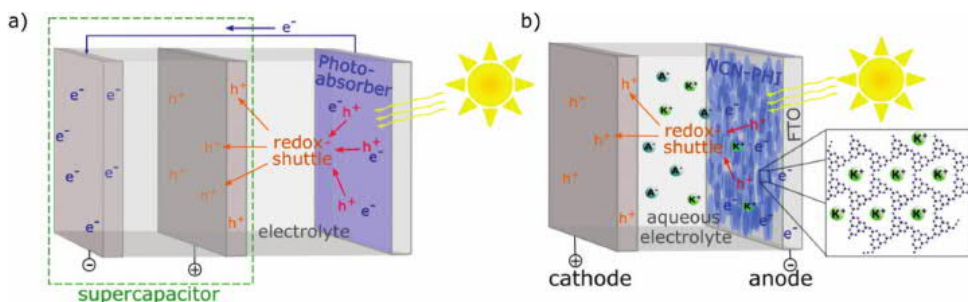 a)
e⁻
Photo-
absorber
e⁻
e⁻
e⁻
e⁻
e⁻
e⁻
h⁺
h⁺
h⁺
h⁺
h⁺
h⁺
redox-
shuttle
h⁺
h⁺
h⁺
e⁻
e⁻
e⁻
electrolyte
⊖
⊕
supercapacitor
b)
NCN-PHI
FTO
A⁻
K⁺
A⁻
K⁺
K⁺
A⁻
A⁻
K⁺
A⁻
h⁺
h⁺
h⁺
h⁺
h⁺
redox-
shuttle
h⁺
h⁺
K⁺
K⁺
e⁻
e⁻
e⁻
e⁻
aqueous
electrolyte
K⁺
K⁺
K⁺
K⁺
K⁺
K⁺
K⁺
⊕
⊖
cathode
anode